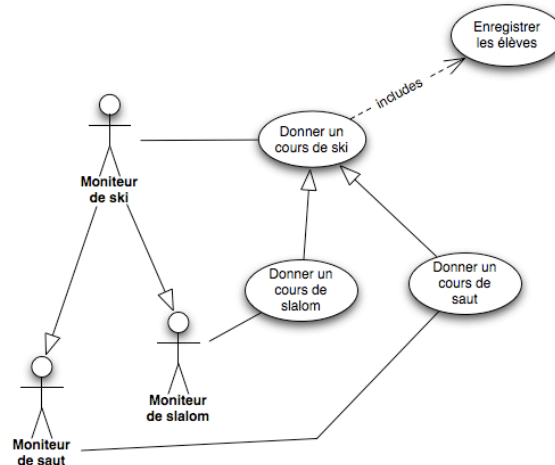 Enregistrer
les élèves
includes
Donner un
cours de ski
Moniteur
de ski
Donner un
cours de
slalom
Donner un
cours de
saut
Moniteur
de slalom
Moniteur
de saut